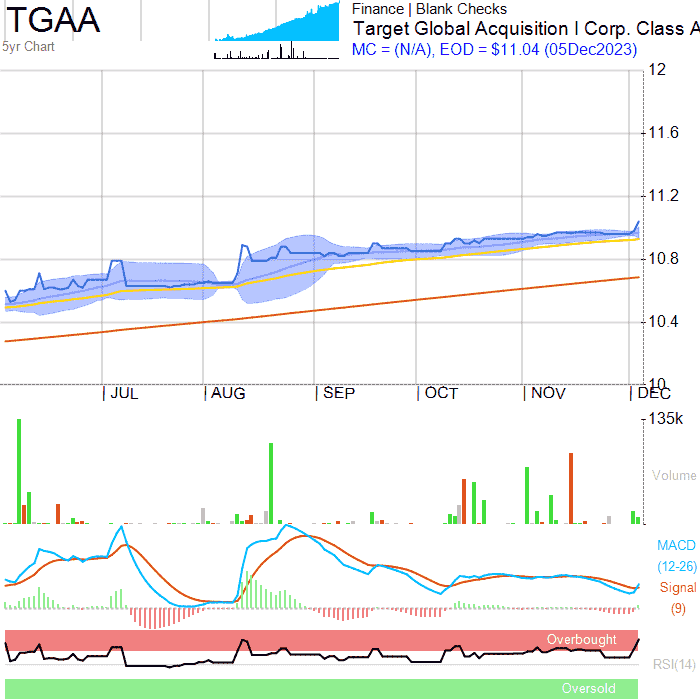 TGAA
5yr Chart
Finance | Blank Checks
Target Global Acquisition I Corp. Class A
MC = (N/A), EOD = $11.04 (05Dec2023)
12
11.6
11.2
10.8
10.4
10
JUL
AUG
SEP
OCT
NOV
DEC
135k
Volume
MACD
(12-26)
Signal
(9)
Overbought
RSI(14)
Oversold